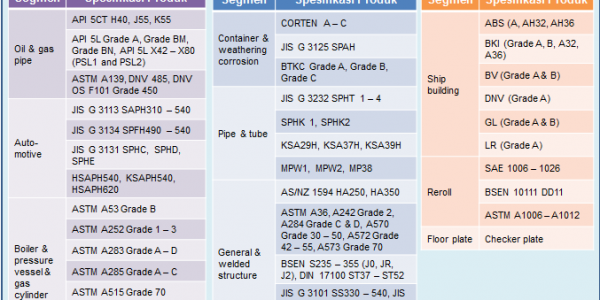 Segmen Spesifikasi Produk
Oil & gas
pipe
API 5CT H40, J55, K55
API 5L Grade A, Grade BM,
Grade BN, API 5L X42 – X80
(PSL1 and PSL2)
ASTM A139, DNV 485, DNV
OS F101 Grade 450
Auto-
motive
JIS G 3113 SAPH310 – 540
JIS G 3134 SPFH490 – 540
JIS G 3131 SPHC, SPHD,
SPHE
HSAPH540, KSAPH540,
HSAPH620
Boiler &
pressure
vessel &
gas
cylinder
ASTM A53 Grade B
ASTM A252 Grade 1 – 3
ASTM A283 Grade A – D
ASTM A285 Grade A – C
ASTM A515 Grade 70
Segmen Spesifikasi Produk
Container &
weathering
corrosion
CORTEN A – C
JIS G 3125 SPAH
BTKC Grade A, Grade B,
Grade C
Pipe & tube
JIS G 3232 SPHT 1 – 4
SPHK 1, SPHK2
KSA29H, KSA37H, KSA39H
MPW1, MPW2, MP38
General &
welded
structure
AS/NZ 1594 HA250, HA350
ASTM A36, A242 Grade 2,
A284 Grade C & D, A570
Grade 30 – 50, A572 Grade
42 – 55, A573 Grade 70
BSEN S235 – 355 (J0, JR,
J2), DIN 17100 ST37 – ST52
JIS G 3101 SS330 – 540, JIS
Segmen Spesifikasi Produk
Ship
building
ABS (A, AH32, AH36
BKI (Grade A, B, A32,
A36)
BV (Grade A & B)
DNV (Grade A)
GL (Grade A & B)
LR (Grade A)
Reroll
SAE 1006 – 1026
BSEN 10111 DD11
ASTM A1006 – A1012
Floor plate Checker plate